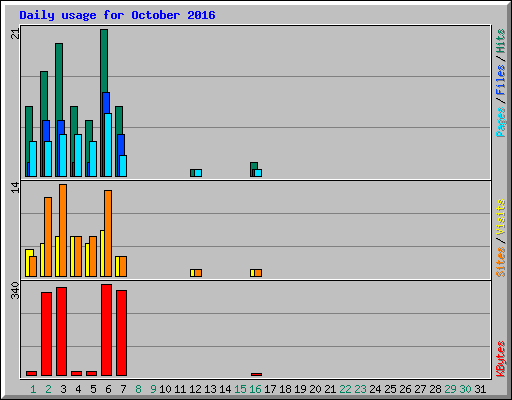 Daily usage for October 2016
21
14
340
Pages / Files / Hits
Sites / Visits
KBytes
1 2 3 4 5 6 7 8 9 10 11 12 13 14 15 16 17 18 19 20 21 22 23 24 25 26 27 28 29 30 31